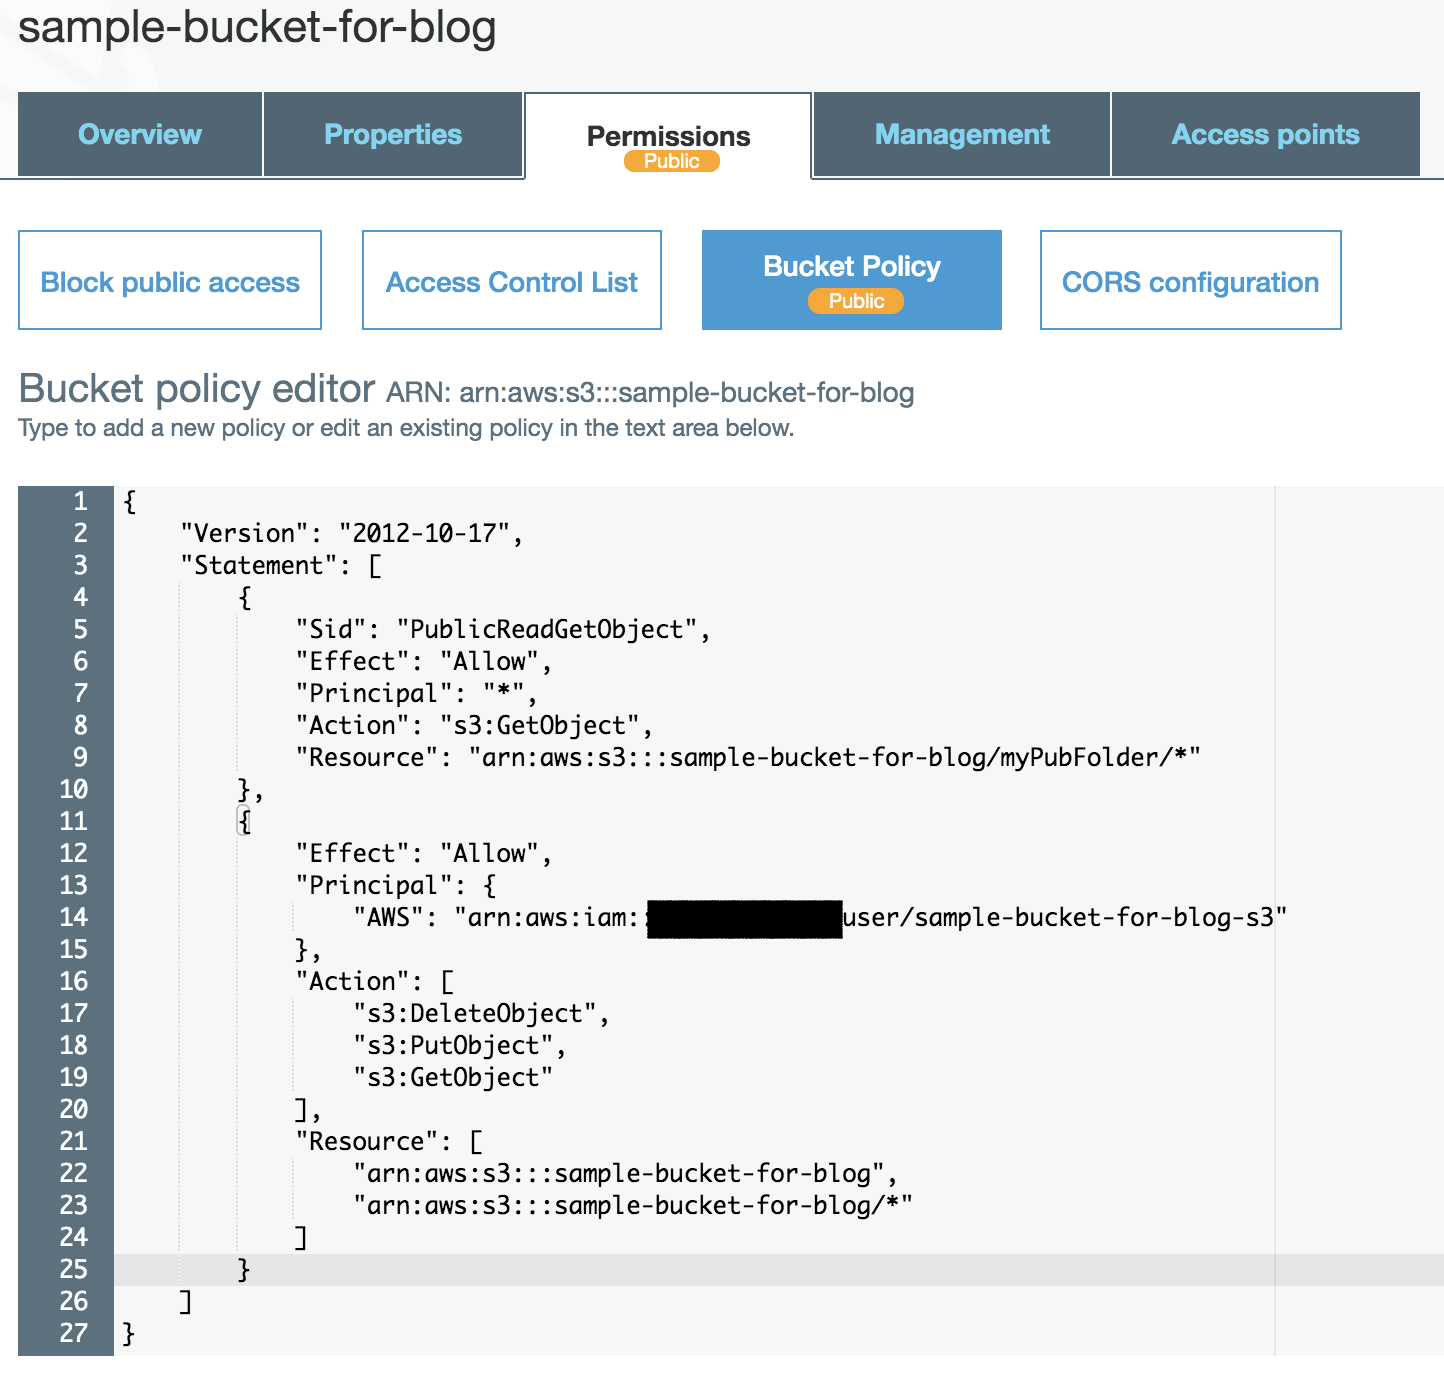 sample-bucket-for-blog
Overview
Properties
Permissions
Public
Management
Access points
Block public access
Access Control List
Bucket Policy
Public
CORS configuration
Bucket policy editor ARN: arn:aws:s3:::sample-bucket-for-blog
Type to add a new policy or edit an existing policy in the text area below.
1 {
2     "Version": "2012-10-17",
3     "Statement": [
4         {
5             "Sid": "PublicReadGetObject",
6             "Effect": "Allow",
7             "Principal": "*",
8             "Action": "s3:GetObject",
9             "Resource": "arn:aws:s3:::sample-bucket-for-blog/myPubFolder/*"
10         },
11         {
12             "Effect": "Allow",
13             "Principal": {
14                 "AWS": "arn:aws:iam::user/sample-bucket-for-blog-s3"
15             },
16             "Action": [
17                 "s3:DeleteObject",
18                 "s3:PutObject",
19                 "s3:GetObject"
20             ],
21             "Resource": [
22                 "arn:aws:s3:::sample-bucket-for-blog",
23                 "arn:aws:s3:::sample-bucket-for-blog/*"
24             ]
25         }
26     ]
27 }